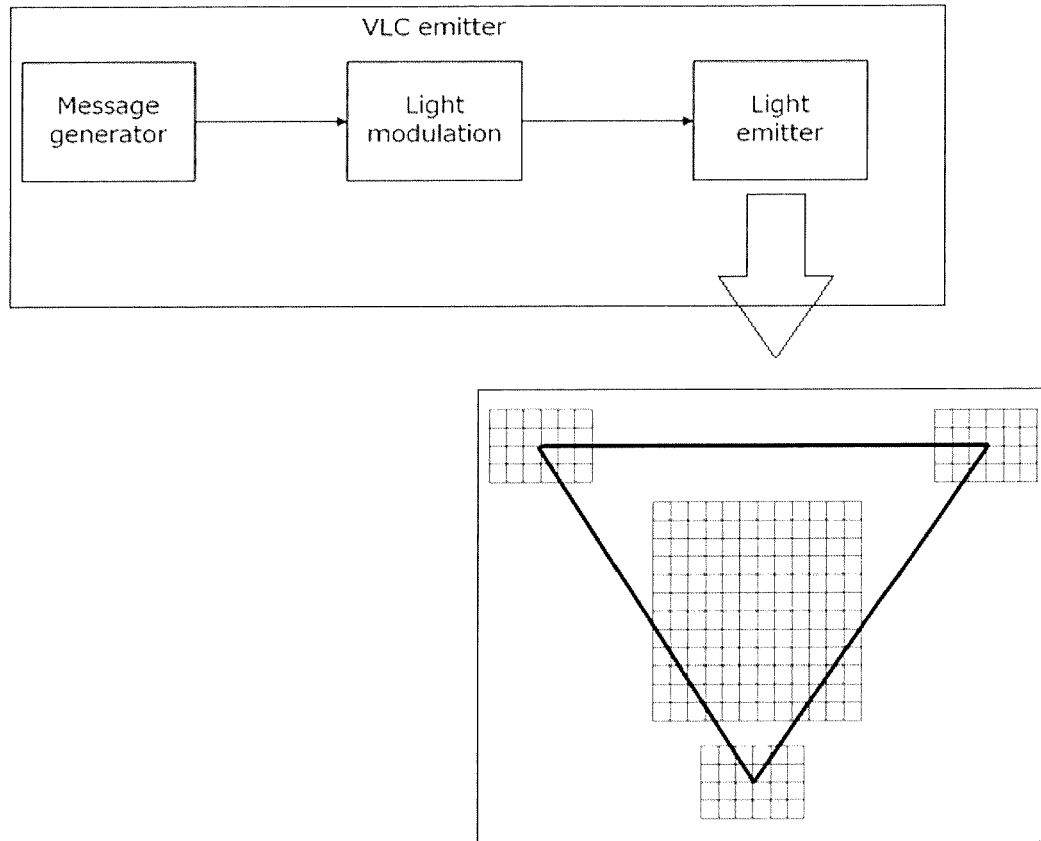 VLC emitter
Message
generator
Light
modulation
Light
emitter